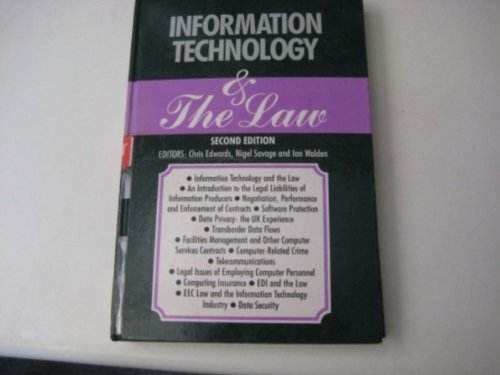 INFORMATION
TECHNOLOGY
&
The Law
SECOND EDITION
EDITORS: Chris Edwards, Nigel Savage and Ian Walden
● Information Technology and the Law
● An Introduction to the Legal Liabilities of
Information Producers ● Negotiation, Performance
and Enforcement of Contracts ● Software Protection
● Data Privacy: the UK Experience
● Transborder Data Flows
● Facilities Management and Other Computer
Services Contracts ● Computer-Related Crime
● Telecommunications
● Legal Issues of Employing Computer Personnel
● Computing Insurance ● EDI and the Law
● EEC Law and the Information Technology
Industry ● Data Security